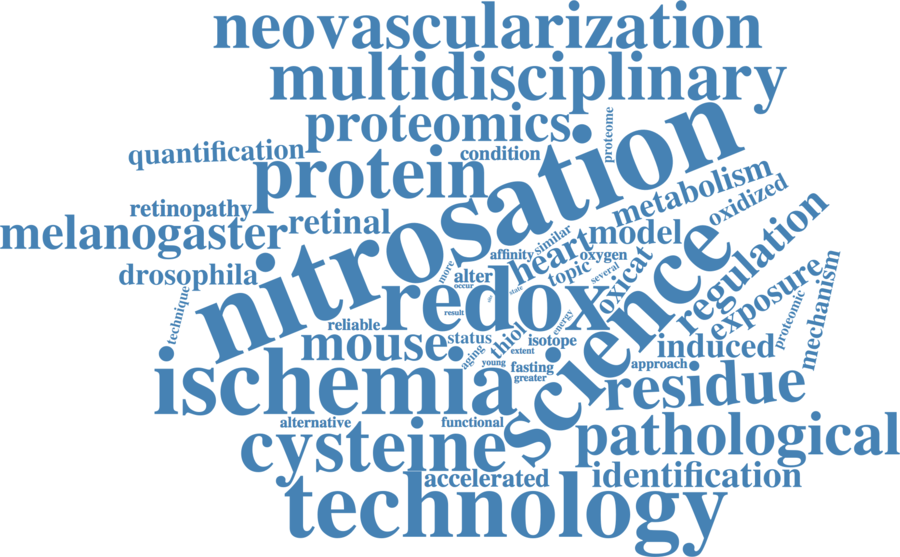 neovascularization
multidisciplinary
proteomics
proteome
quantification
condition
protein
nitrosation
metabolism
oxidized
retinopathy
retinal
melanogaster
similar
heart
model
regulation
affinity
oxygen
drosophila
more
alter
topic
several
oxicat
science
exposure
mechanism
occur
state
redox
technique
result
energy
proteomic
reliable
mouse
status
thiol
isotope
induced
aging
extent
young
fasting
greater
approach
ischemia
residue
alternative
functional
cysteine
pathological
accelerated
identification
technology